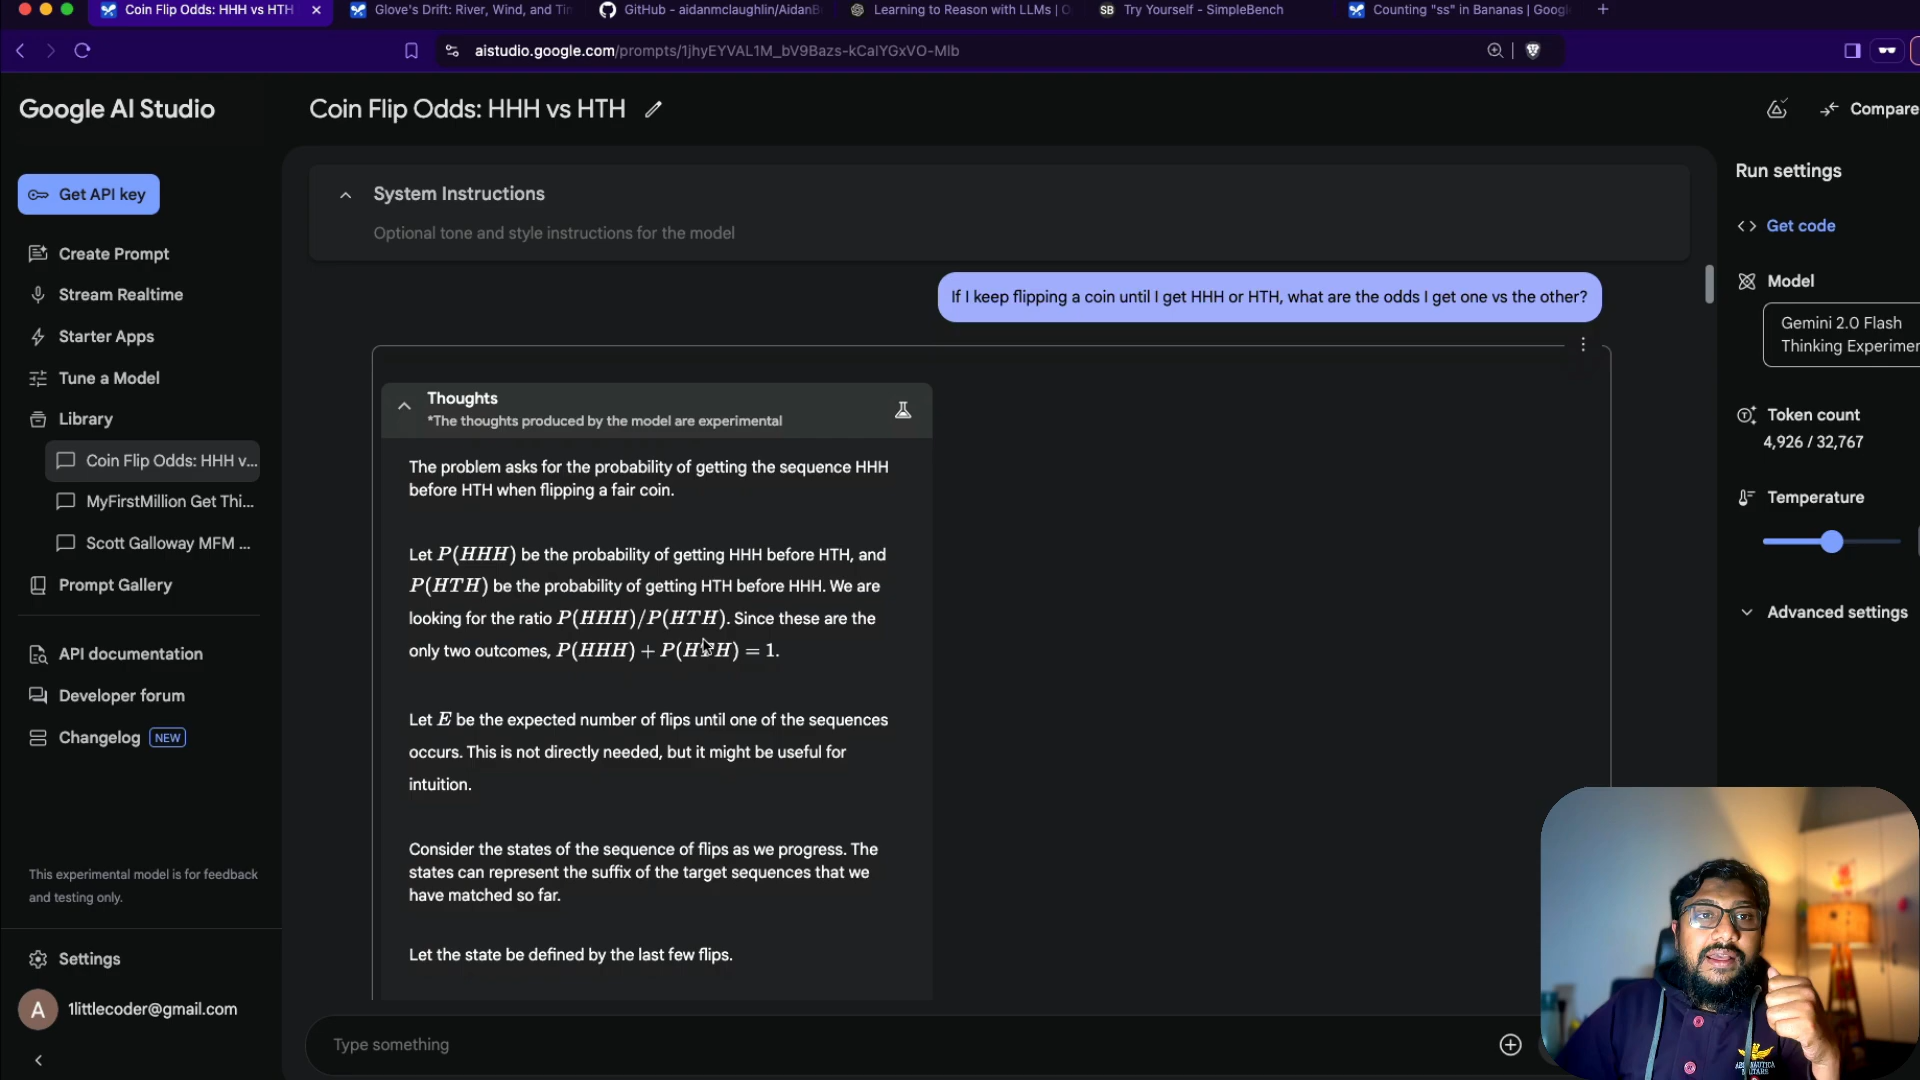 Coin Flip Odds: HHH vs HTH
Glove's Drift: River, Wind, and Tim
GitHub - aidanmclaughlin/AidanB
Learning to Reason with LLMs | O
SB Try Yourself - SimpleBench
Counting "ss" in Bananas | Google
aistudio.google.com/prompts/1jhyEYVAL1M_bV9Bazs-kCaIYGxVO-MIb
Google AI Studio
Coin Flip Odds: HHH vs HTH
Compare
Get API key
Create Prompt
Stream Realtime
Starter Apps
Tune a Model
Library
Coin Flip Odds: HHH v...
MyFirstMillion Get Thi...
Scott Galloway MFM ...
Prompt Gallery
API documentation
Developer forum
Changelog NEW
This experimental model is for feedback
and testing only.
Settings
A 1littlecoder@gmail.com
System Instructions
Optional tone and style instructions for the model
If I keep flipping a coin until I get HHH or HTH, what are the odds I get one vs the other?
Thoughts
*The thoughts produced by the model are experimental
The problem asks for the probability of getting the sequence HHH
before HTH when flipping a fair coin.
Let P(HHH) be the probability of getting HHH before HTH, and
P(HTH) be the probability of getting HTH before HHH. We are
looking for the ratio P(HHH)/P(HTH). Since these are the
only two outcomes, P(HHH) + P(HTH) = 1.
Let E be the expected number of flips until one of the sequences
occurs. This is not directly needed, but it might be useful for
intuition.
Consider the states of the sequence of flips as we progress. The
states can represent the suffix of the target sequences that we
have matched so far.
Let the state be defined by the last few flips.
Type something
Run settings
Get code
Model
Gemini 2.0 Flash
Thinking Experimen
Token count
4,926 / 32,767
Temperature
Advanced settings